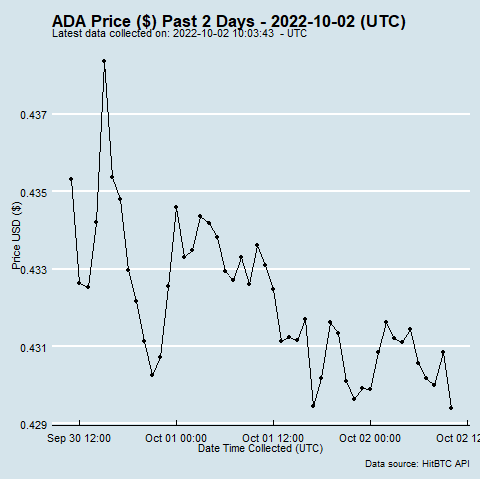 ADA Price ($) Past 2 Days - 2022-10-02 (UTC)
Latest data collected on: 2022-10-02 10:03:43 - UTC
0.437
0.435
0.433
0.431
0.429
Price USD ($)
Sep 30 12:00 Oct 01 00:00 Oct 01 12:00 Oct 02 00:00 Oct 02 12
Date Time Collected (UTC)
Data source: HitBTC API